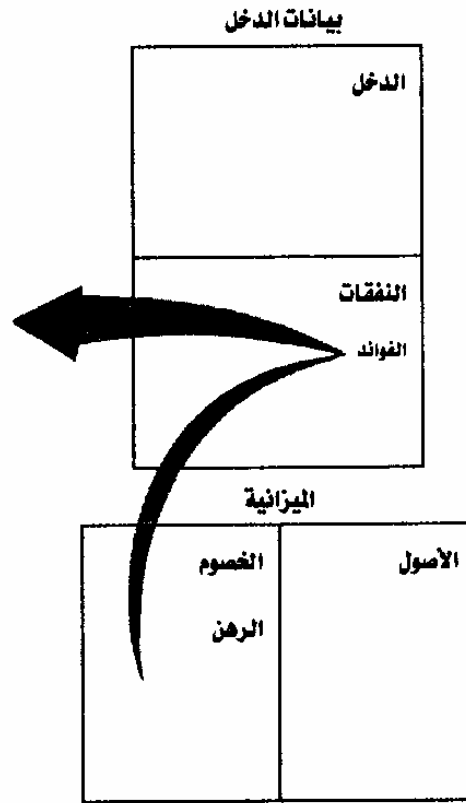 بيانات الدخل
الدخل
النفقات
الفوائد
الميزانية
الأصول
الخصوم
الرهن